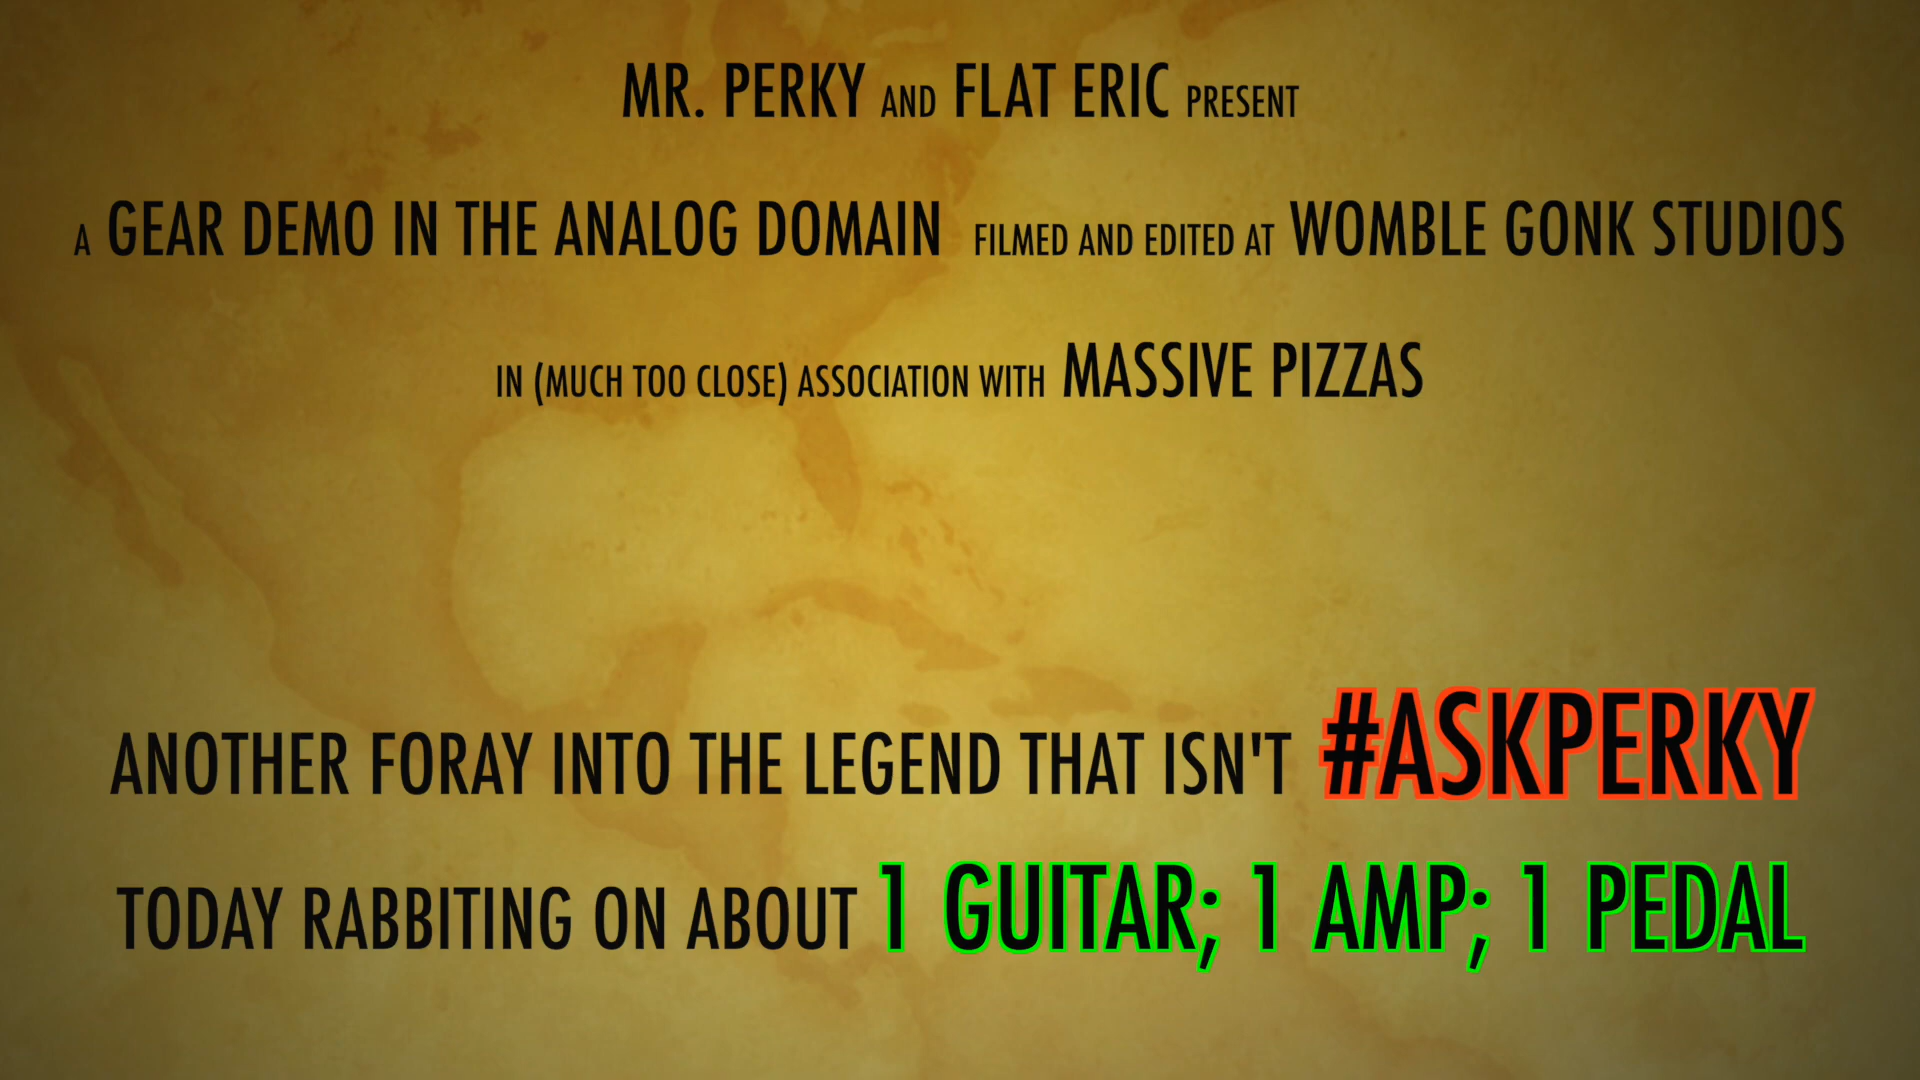 MR. PERKY AND FLAT ERIC PRESENT
A GEAR DEMO IN THE ANALOG DOMAIN FILMED AND EDITED AT WOMBLE GONK STUDIOS
IN (MUCH TOO CLOSE) ASSOCIATION WITH MASSIVE PIZZAS
ANOTHER FORAY INTO THE LEGEND THAT ISN'T #ASKPERKY
TODAY RABBITING ON ABOUT 1 GUITAR; 1 AMP; 1 PEDAL